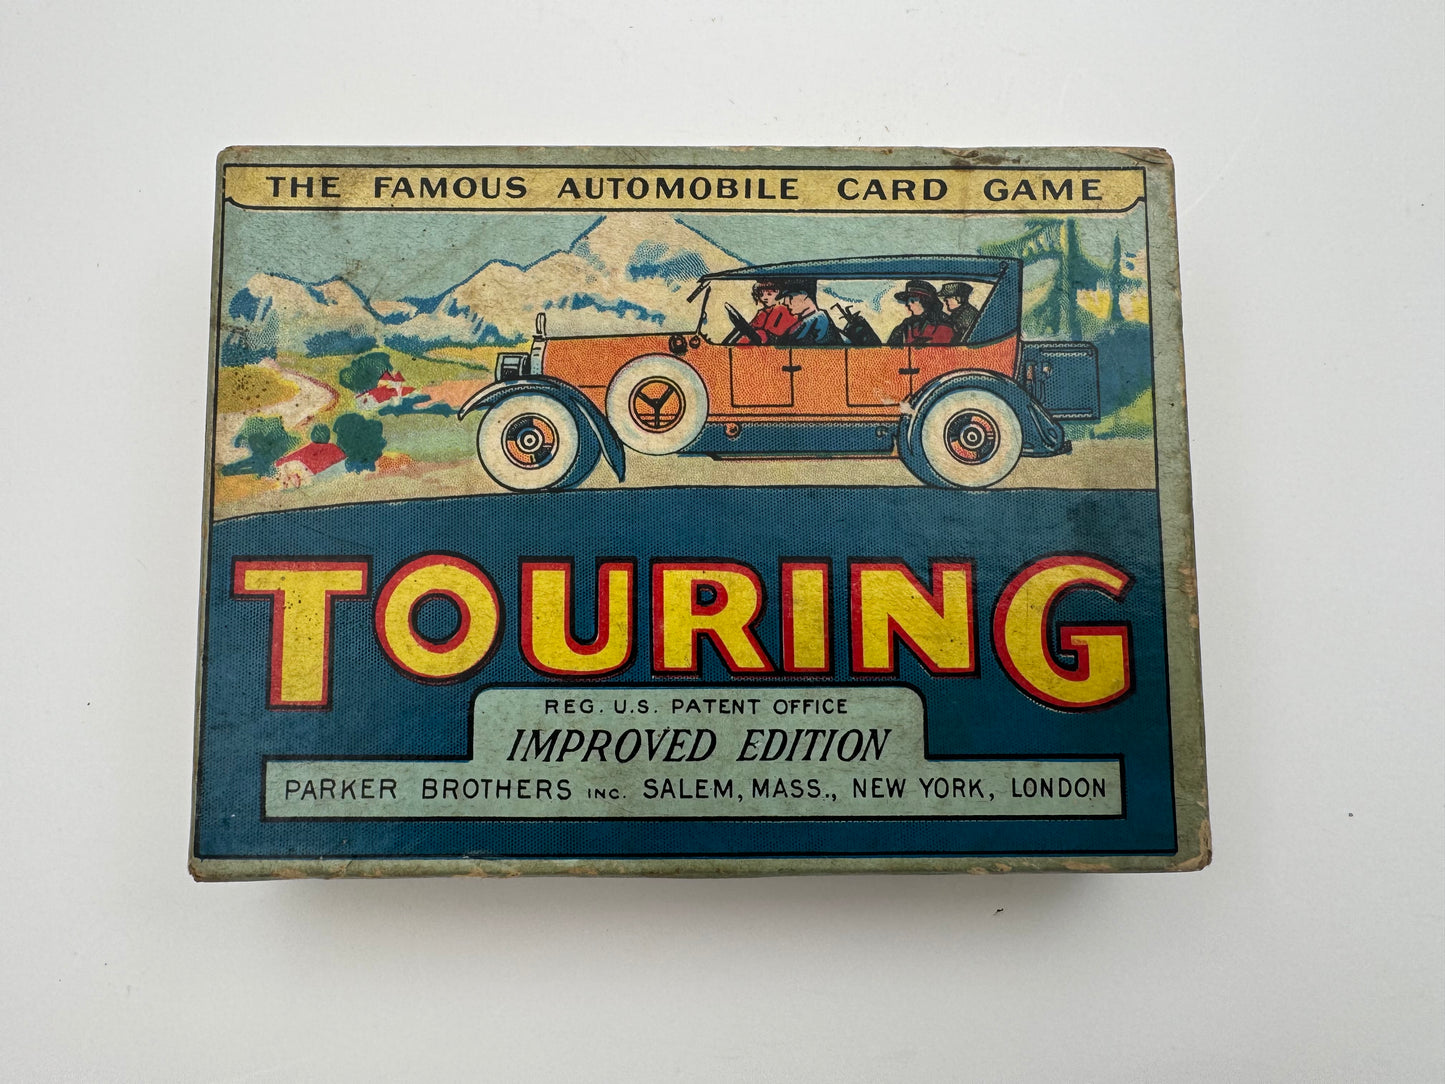 THE FAMOUS AUTOMOBILE CARD GAME
TOURING
REG. U.S. PATENT OFFICE
IMPROVED EDITION
PARKER BROTHERS INC. SALEM, MASS., NEW YORK, LONDON